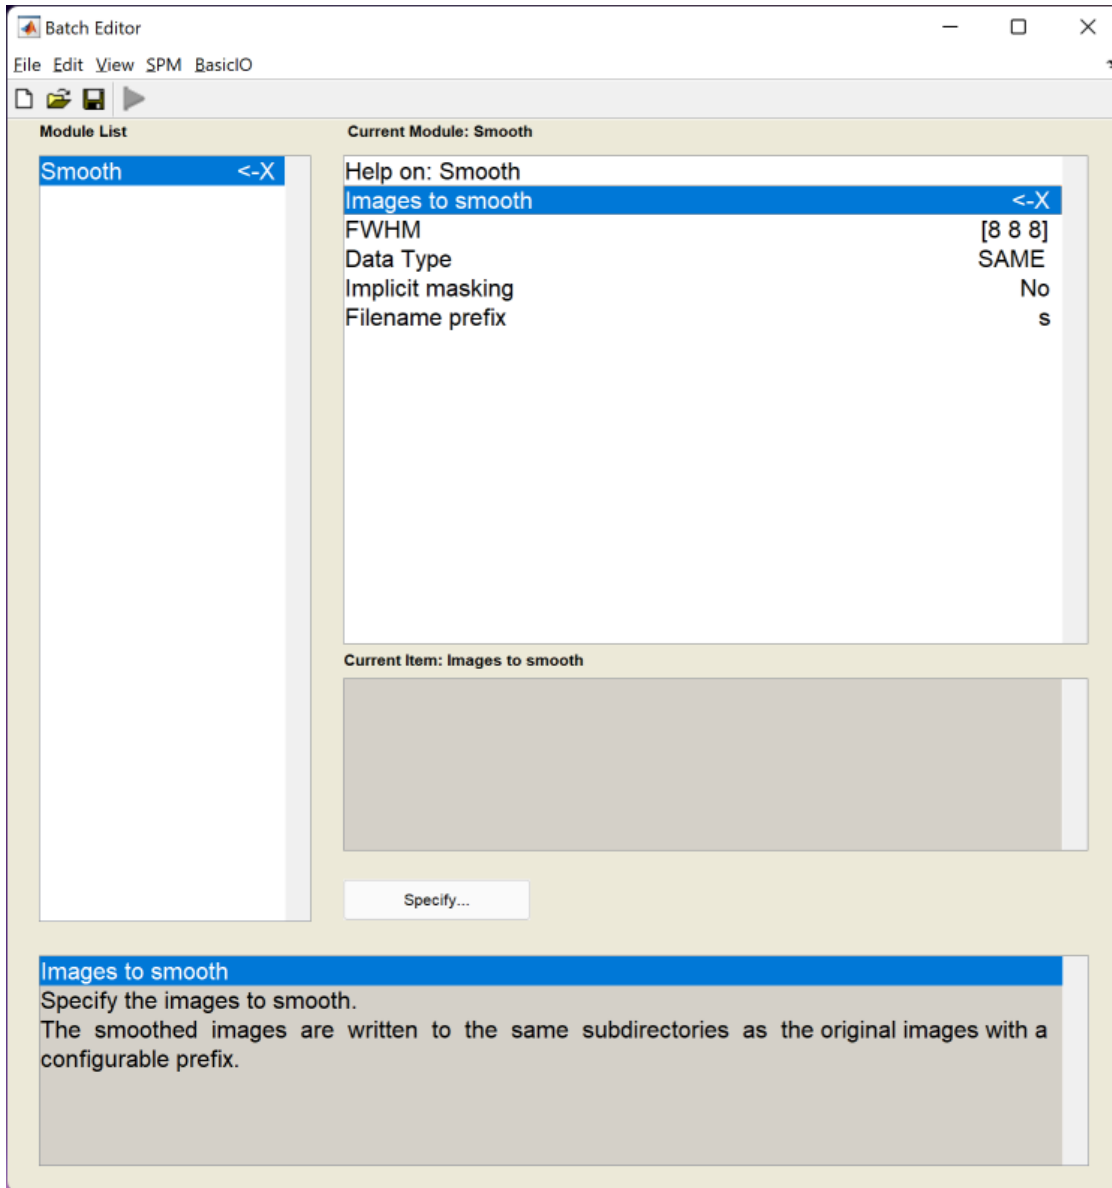 Batch Editor
File Edit View SPM BasicIO
Module List
Current Module: Smooth
Smooth <-X
Help on: Smooth
Images to smooth <-X
FWHM [8 8 8]
Data Type SAME
Implicit masking No
Filename prefix s
Current Item: Images to smooth
Specify...
Images to smooth
Specify the images to smooth.
The smoothed images are written to the same subdirectories as the original images with a
configurable prefix.